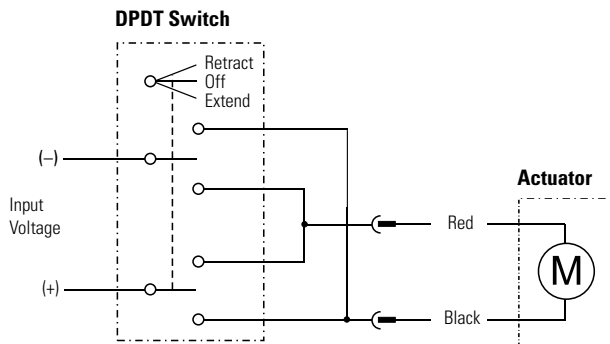 DPDT Switch
Retract
Off
Extend
(–)
Input
Voltage
(+)
Actuator
Red
M
Black